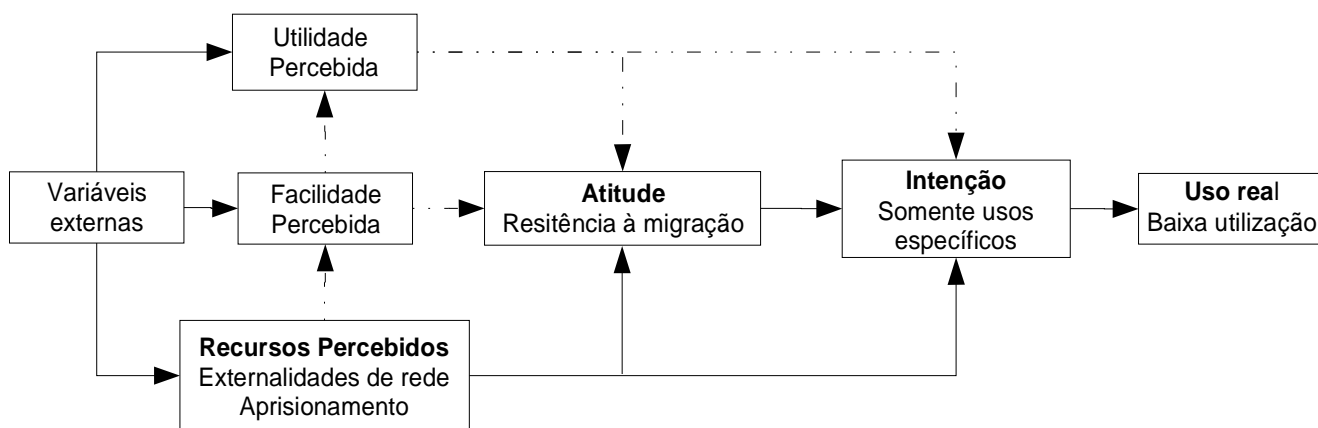 Utilidade
Percebida
Variáveis
externas
Facilidade
Percebida
Atitude
Resitência à migração
Intenção
Somente usos
específicos
Uso real
Baixa utilização
Recursos Percebidos
Externalidades de rede
Aprisionamento